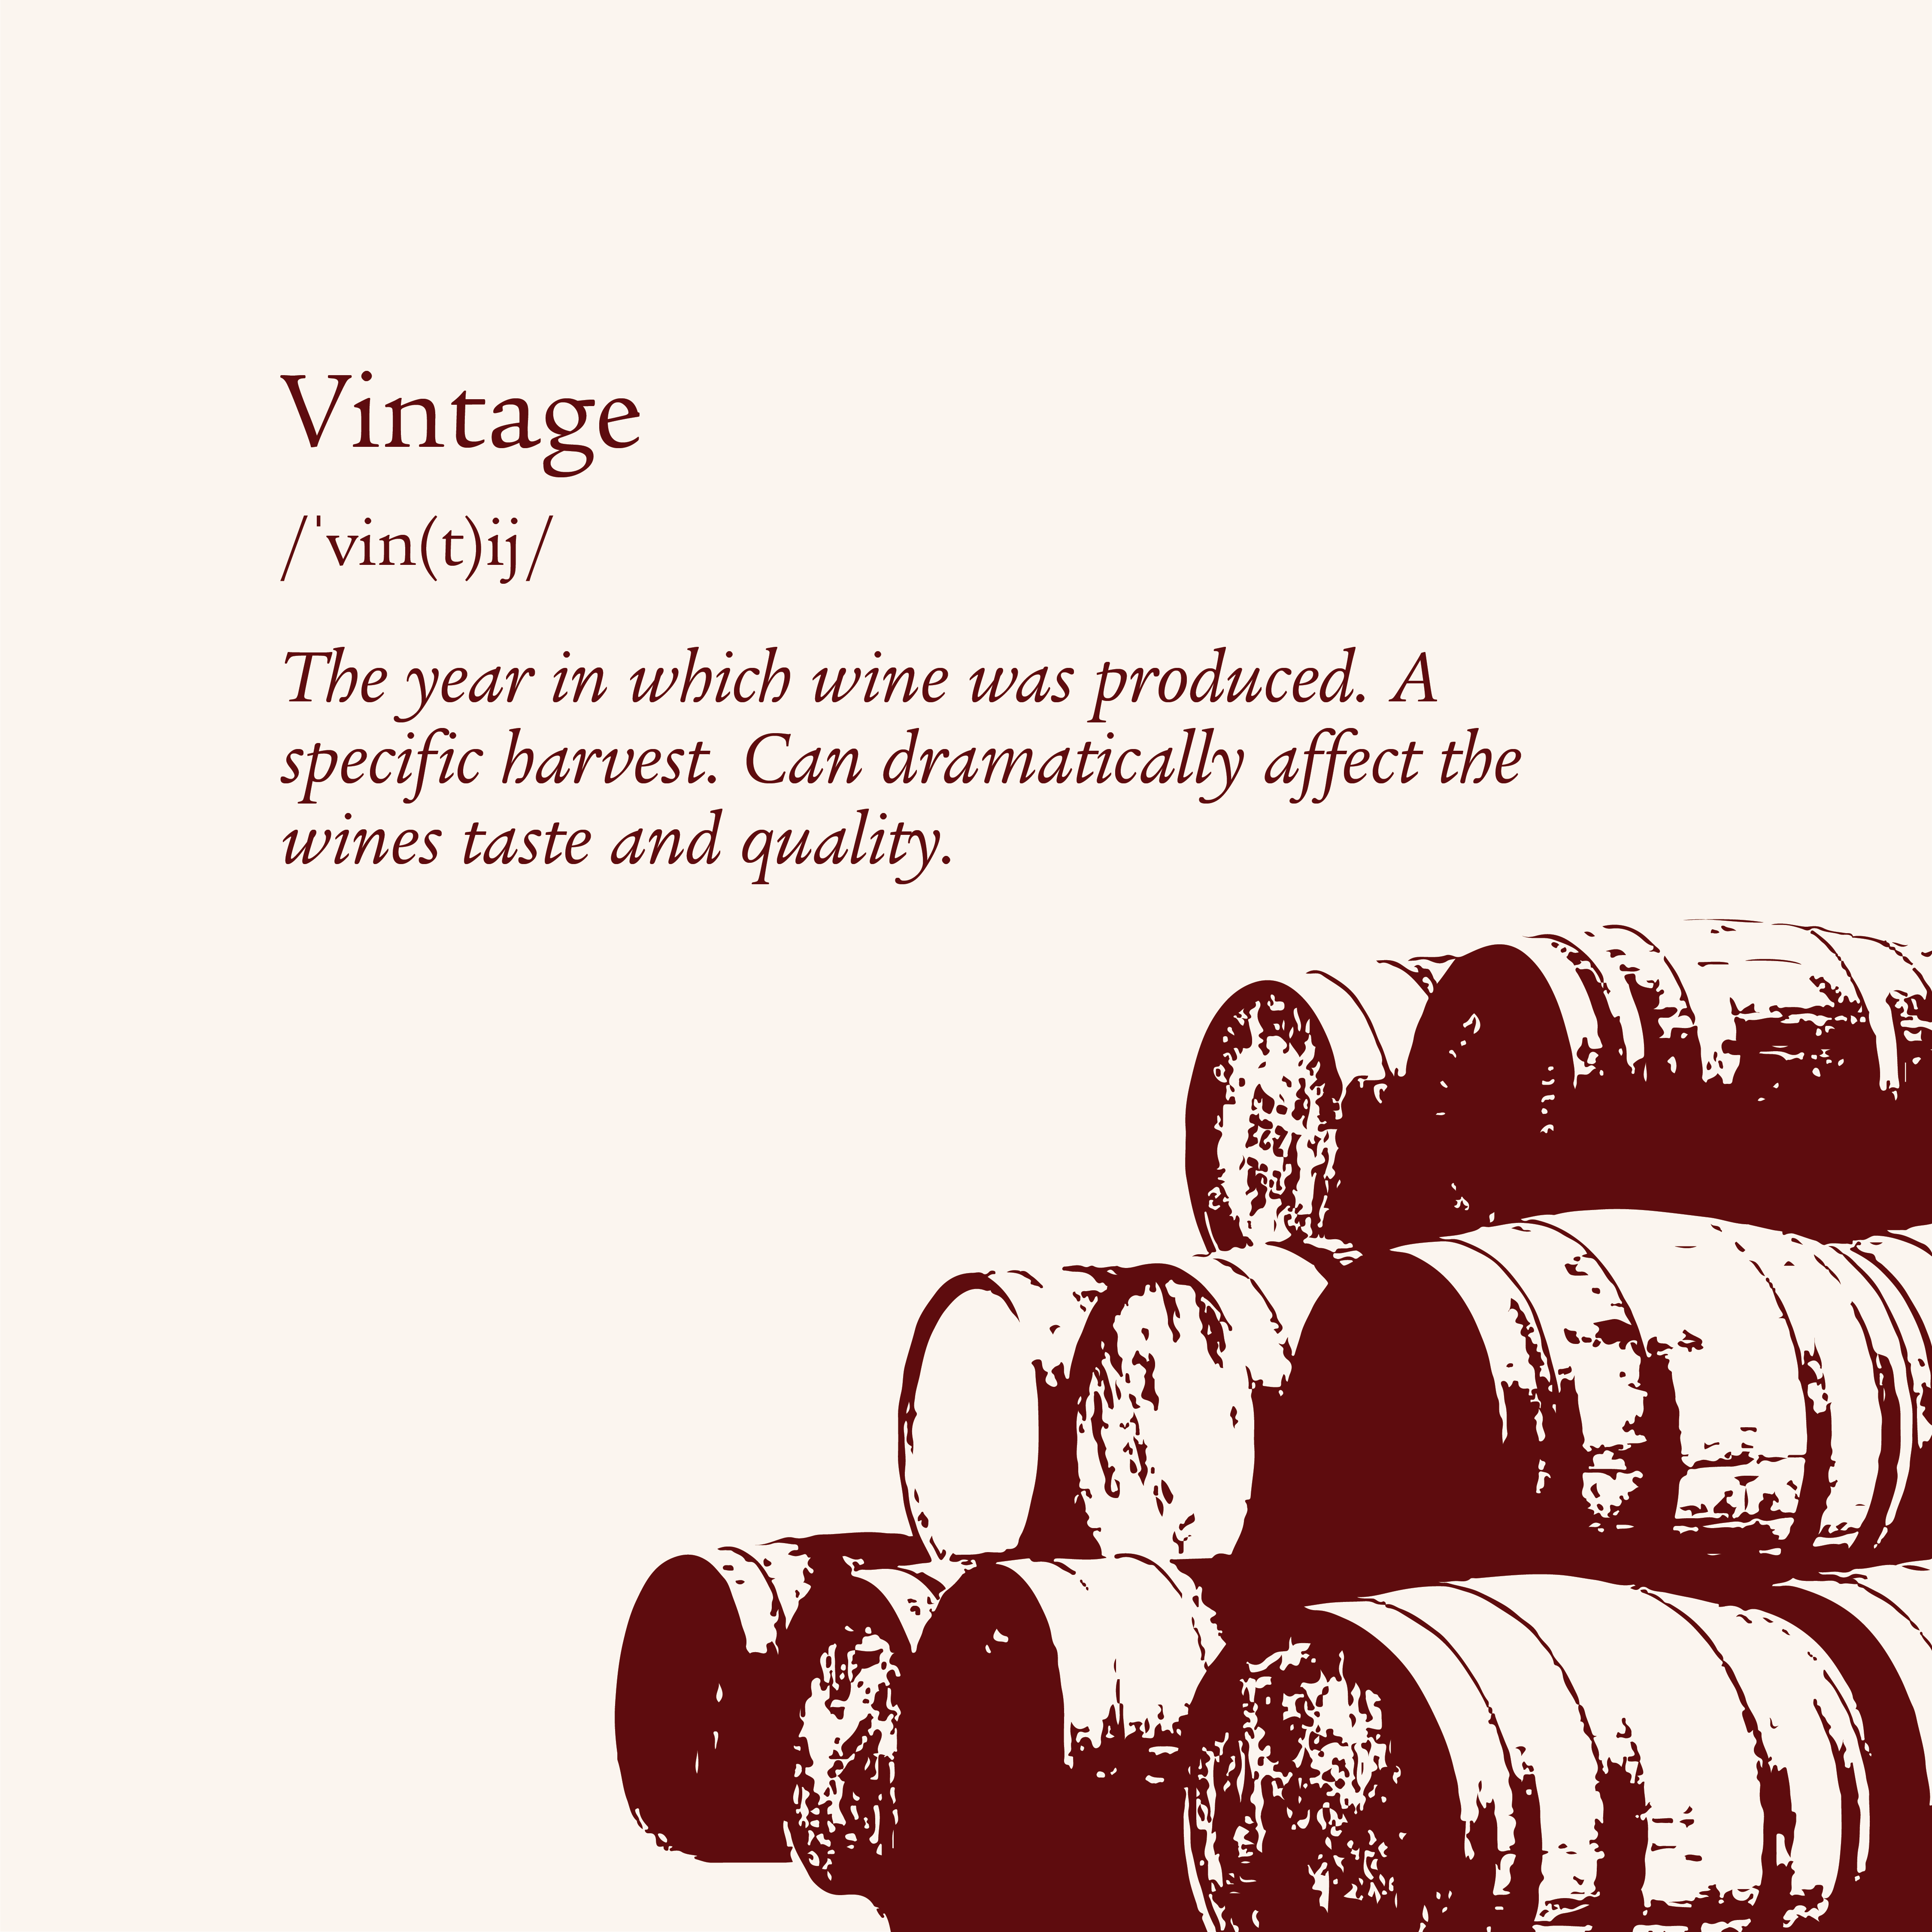 Vintage
/ˈvin(t)ij/
The year in which wine was produced. A
specific harvest. Can dramatically affect the
wines taste and quality.